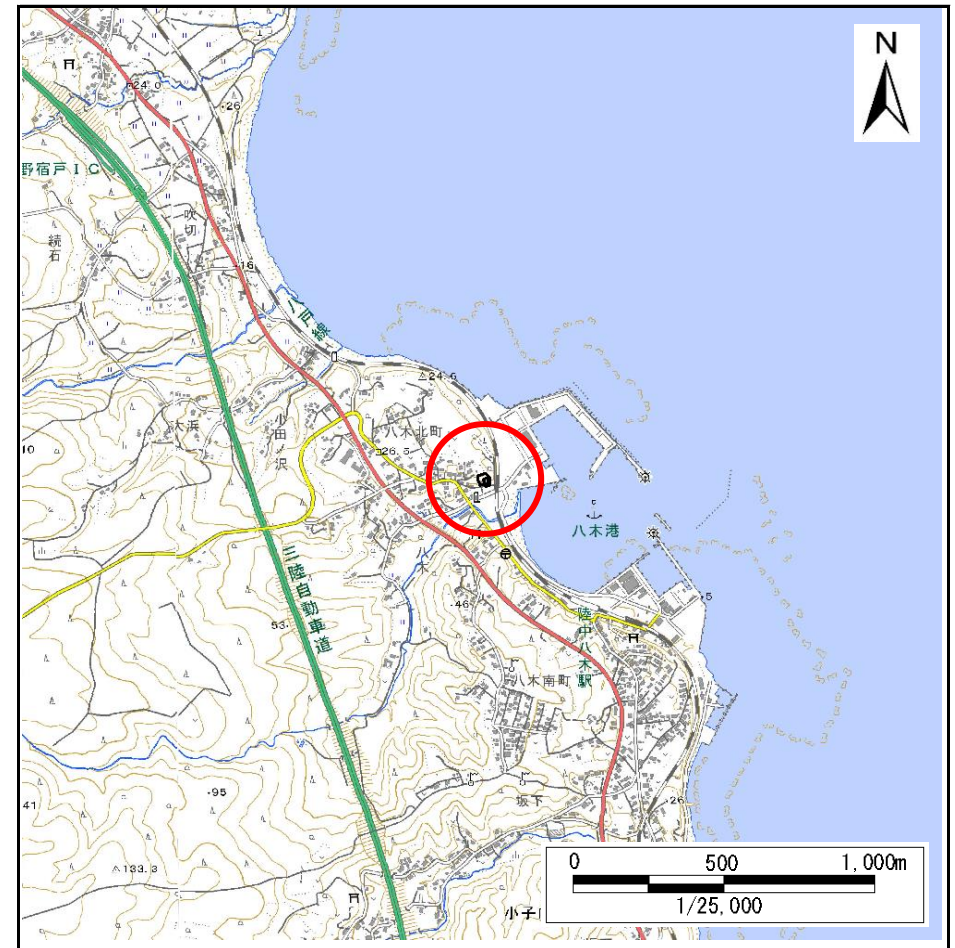 N
24.0
26
野宿戸IC
吹切
続石
16
八戸線
24.5
大浜
小田ノ沢
八木北町
26.5
10
八木港
三陸自動車道
53
46
5
陸中八木駅
八木南町
95
坂下
26
41
133.3
小子
0 500 1,000m
1/25,000